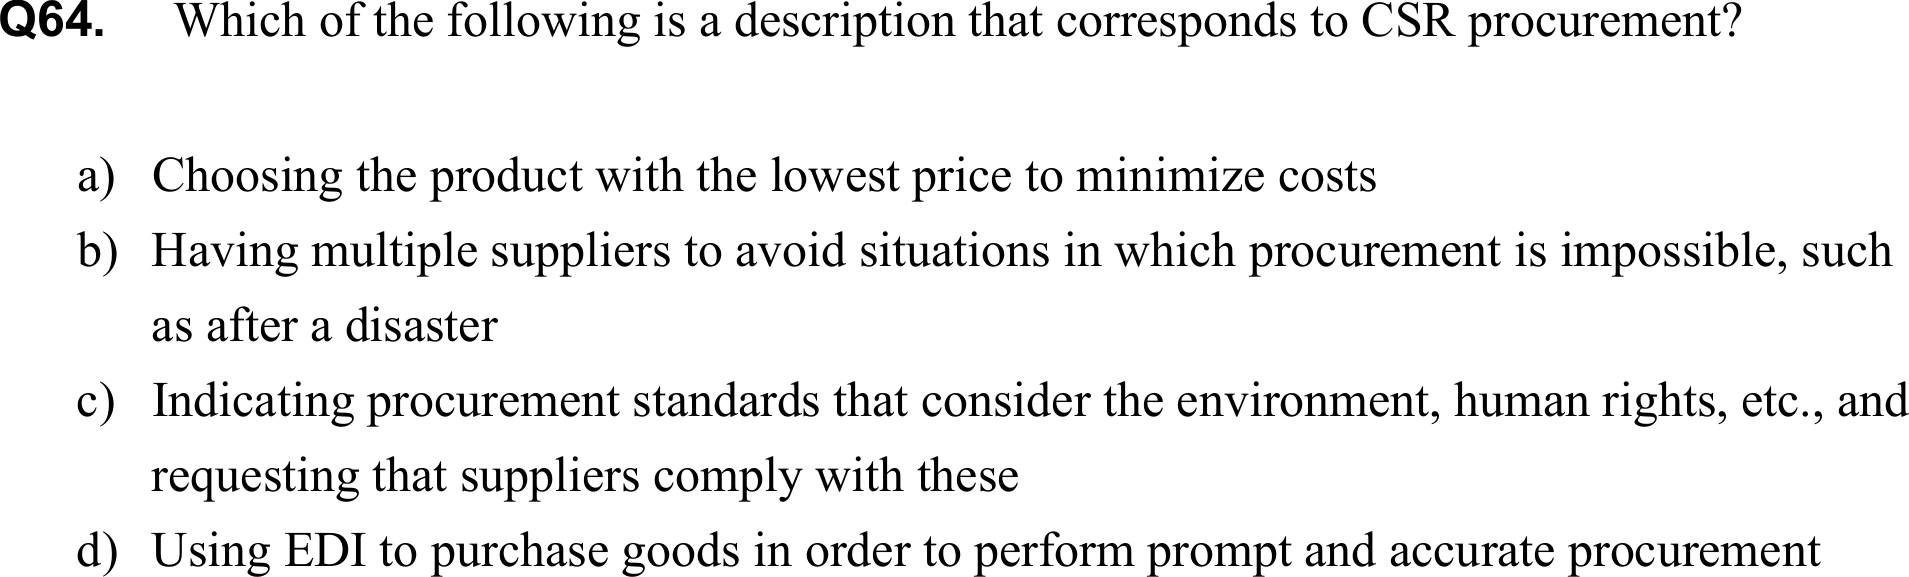 Q64. Which of the following is a description that corresponds to CSR procurement?
a) Choosing the product with the lowest price to minimize costs
b) Having multiple suppliers to avoid situations in which procurement is impossible, such
as after a disaster
c) Indicating procurement standards that consider the environment, human rights, etc., and
requesting that suppliers comply with these
d) Using EDI to purchase goods in order to perform prompt and accurate procurement